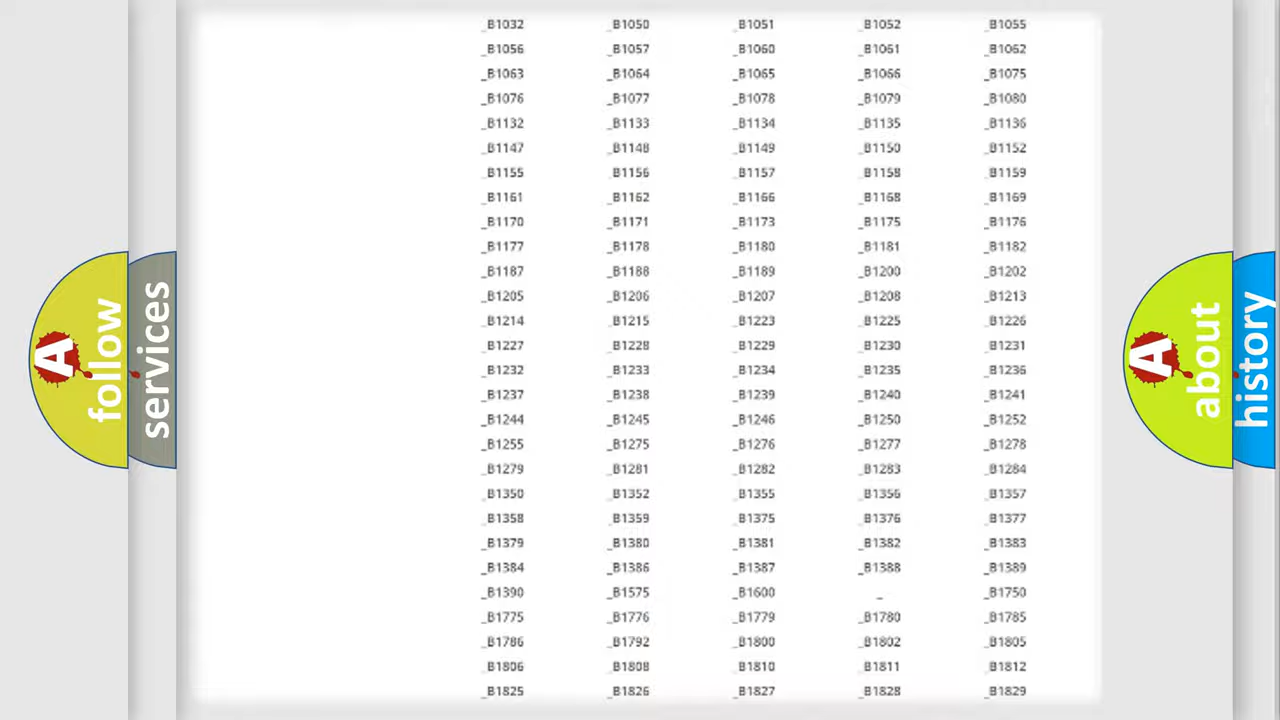 _B1032 _B1050 _B1051 _B1052 _B1055
_B1056 _B1057 _B1060 _B1061 _B1062
_B1063 _B1064 _B1065 _B1066 _B1075
_B1076 _B1077 _B1078 _B1079 _B1080
_B1132 _B1133 _B1134 _B1135 _B1136
_B1147 _B1148 _B1149 _B1150 _B1152
_B1155 _B1156 _B1157 _B1158 _B1159
_B1161 _B1162 _B1166 _B1168 _B1169
_B1170 _B1171 _B1173 _B1175 _B1176
_B1177 _B1178 _B1180 _B1181 _B1182
_B1187 _B1188 _B1189 _B1200 _B1202
_B1205 _B1206 _B1207 _B1208 _B1213
_B1214 _B1215 _B1223 _B1225 _B1226
_B1227 _B1228 _B1229 _B1230 _B1231
_B1232 _B1233 _B1234 _B1235 _B1236
_B1237 _B1238 _B1239 _B1240 _B1241
_B1244 _B1245 _B1246 _B1250 _B1252
_B1255 _B1275 _B1276 _B1277 _B1278
_B1279 _B1281 _B1282 _B1283 _B1284
_B1350 _B1352 _B1355 _B1356 _B1357
_B1358 _B1359 _B1375 _B1376 _B1377
_B1379 _B1380 _B1381 _B1382 _B1383
_B1384 _B1386 _B1387 _B1388 _B1389
_B1390 _B1575 _B1600 _ _B1750
_B1775 _B1776 _B1779 _B1780 _B1785
_B1786 _B1792 _B1800 _B1802 _B1805
_B1806 _B1808 _B1810 _B1811 _B1812
_B1825 _B1826 _B1827 _B1828 _B1829
A
follow
services
A
about
history